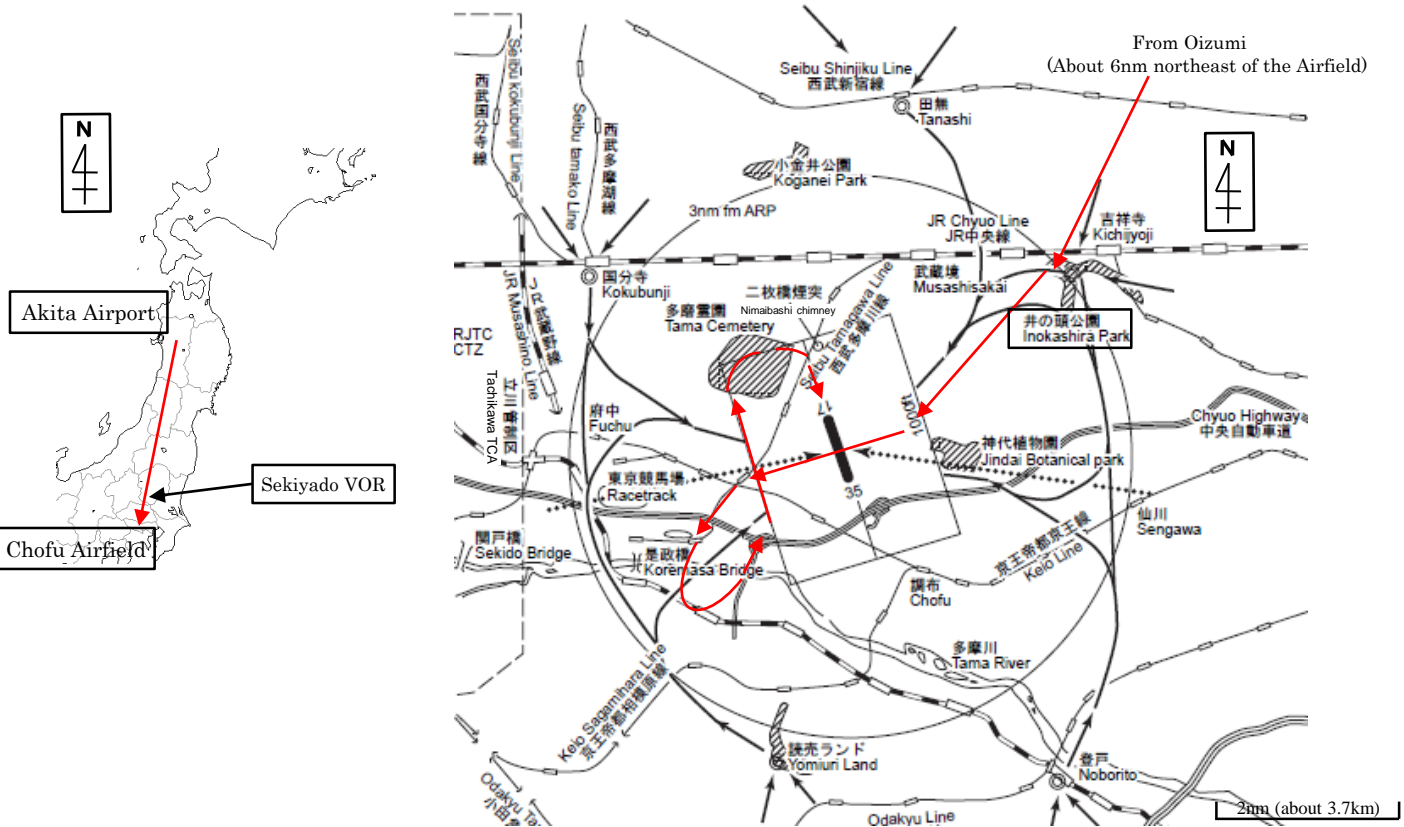 N
Akita Airport
Sekiyado VOR
Chofu Airfield
From Oizumi
(About 6nm northeast of the Airfield)
N
Seibu kokubunji Line
西武国分寺線
Seibu tamako Line
西武多摩湖線
Seibu Shinjiku Line
西武新宿線
田無
Tanashi
小金井公園
Koganei Park
3nm fm ARP
JR Chyuo Line
JR中央線
吉祥寺
Kichijyoji
国分寺
Kokubunji
武蔵境
Musashisakai
二枚橋煙突
Nimaibashi chimney
多磨霊園
Tama Cemetery
Seibu Tamagawa Line
西武多摩川線
井の頭公園
Inokashira Park
RJTC
CTZ
JR Musashino Line
立川管制区
Tachikawa TCA
府中
Fuchu
17
1000ft
35
Chyuo Highway
中央自動車道
神代植物園
Jindai Botanical park
東京競馬場
Racetrack
仙川
Sengawa
関戸橋
Sekido Bridge
是政橋
Koremasa Bridge
京王帝都京王線
Keio Line
調布
Chofu
多摩川
Tama River
Keio Sagamihara Line
京王帝都相模原線
読売ランド
Yomiuri Land
登戸
Noborito
Odakyu Line
2nm (about 3.7km)